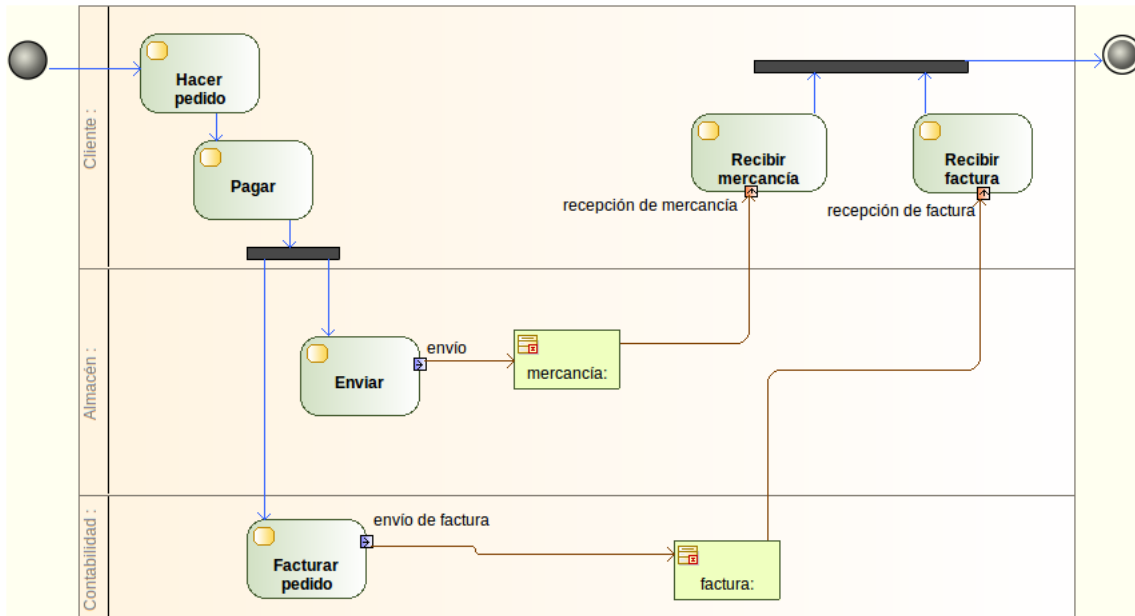 Cliente :
Hacer
pedido
Pagar
Recibir
mercancía
Recibir
factura
recepción de mercancía
recepción de factura
Almacén :
Enviar
envío
mercancía:
Contabilidad :
Facturar
pedido
envío de factura
factura: